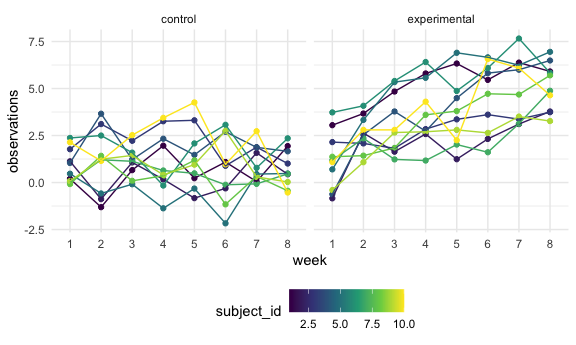 control experimental
7.5
5.0
2.5
0.0
-2.5
observations
1 2 3 4 5 6 7 8 1 2 3 4 5 6 7 8
week
subject_id
2.5 5.0 7.5 10.0